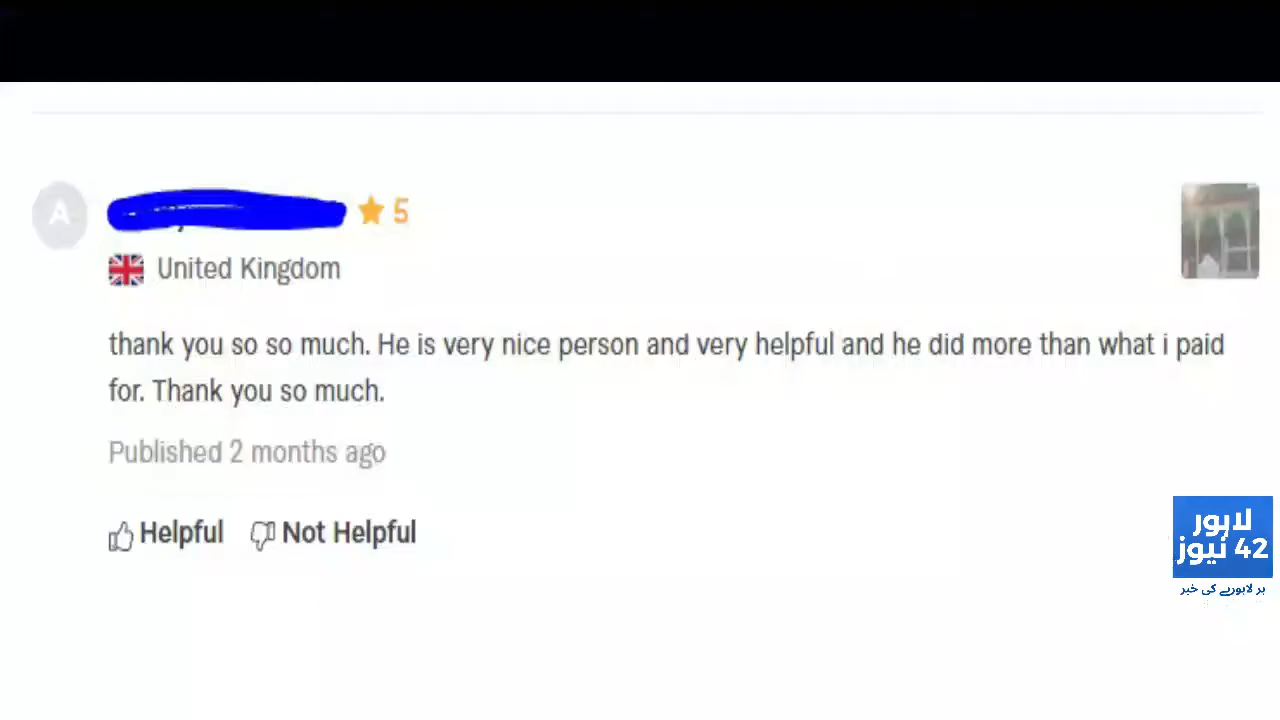 A
5
United Kingdom
thank you so so much. He is very nice person and very helpful and he did more than what i paid
for. Thank you so much.
Published 2 months ago
Helpful Not Helpful
لاہور
نیوز 42
ہر لاہوریے کی خبر